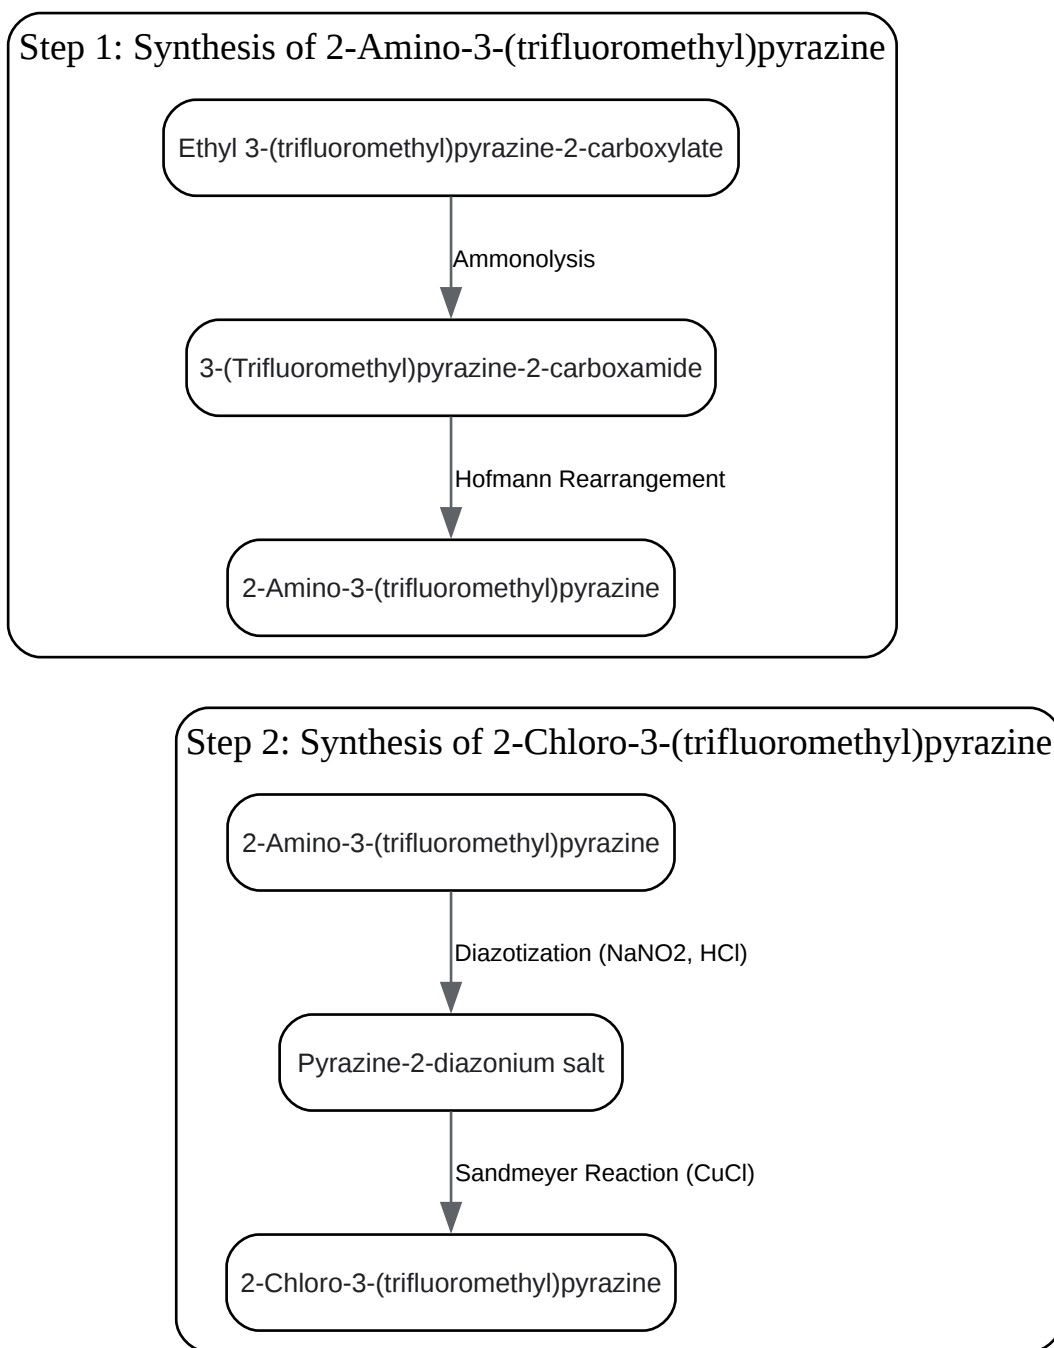 Step 1: Synthesis of 2-Amino-3-(trifluoromethyl)pyrazine
Ethyl 3-(trifluoromethyl)pyrazine-2-carboxylate
Ammonolysis
3-(Trifluoromethyl)pyrazine-2-carboxamide
Hofmann Rearrangement
2-Amino-3-(trifluoromethyl)pyrazine
Step 2: Synthesis of 2-Chloro-3-(trifluoromethyl)pyrazine
2-Amino-3-(trifluoromethyl)pyrazine
Diazotization (NaNO2, HCl)
Pyrazine-2-diazonium salt
Sandmeyer Reaction (CuCl)
2-Chloro-3-(trifluoromethyl)pyrazine